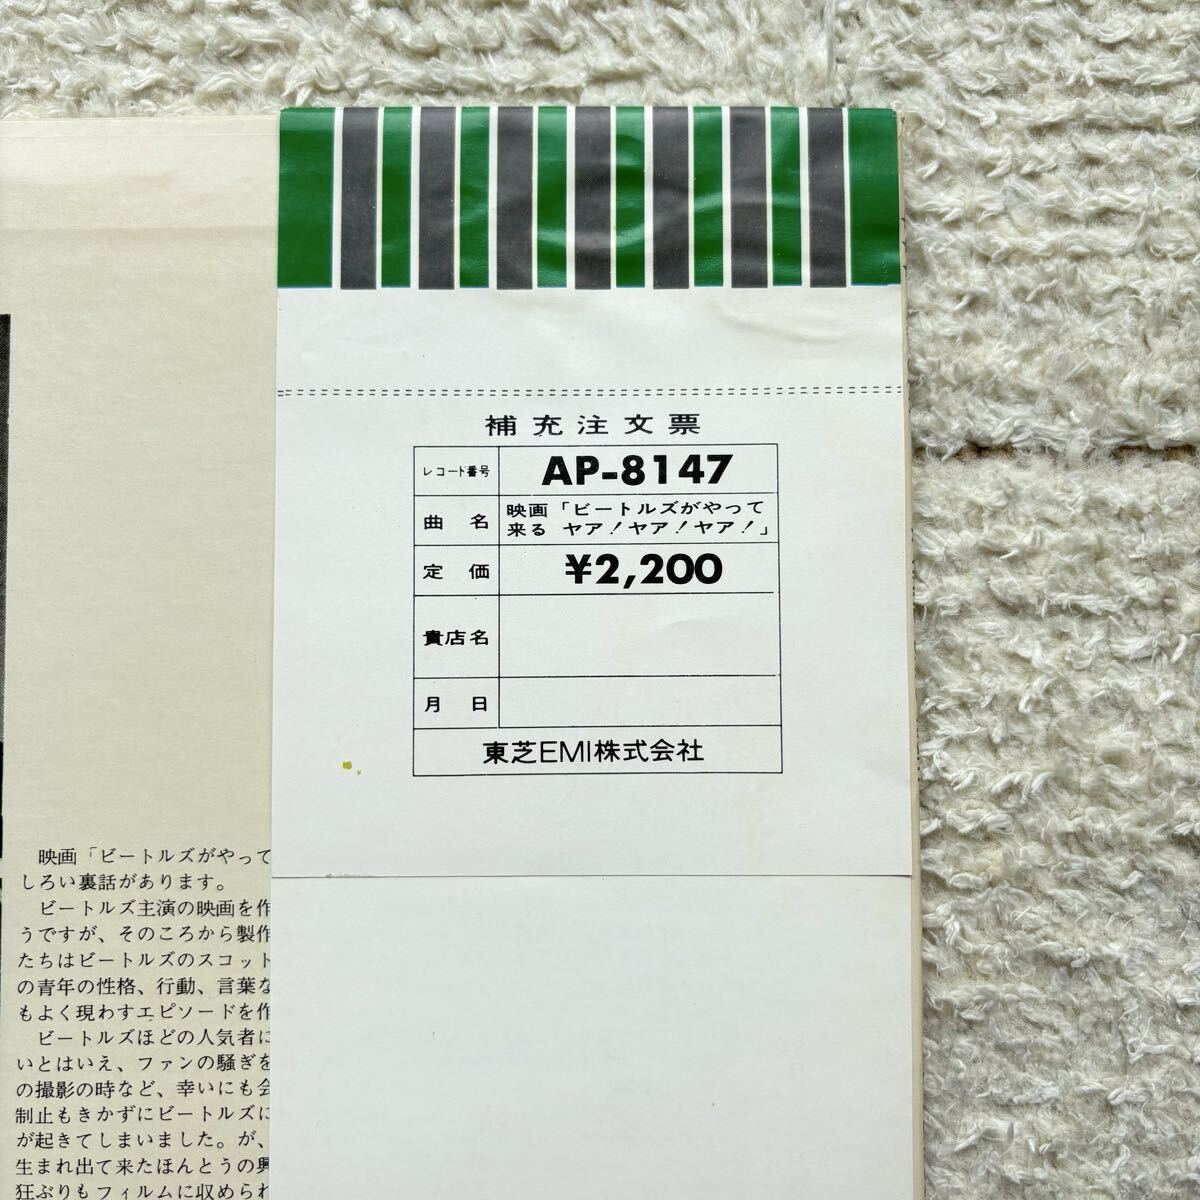 補充注文票
レコード番号 AP-8147
曲名 映画「ビートルズがやって
来る ヤア!ヤア!ヤア!」
定価 ¥2,200
貴店名
月日
東芝EMI株式会社
映画「ビートルズがやって
しろい裏話があります。
ビートルズ主演の映画を作
うですが、そのころから製作
たちはビートルズのスコット
の青年の性格、行動、言葉な
もよく現わすエピソードを作
ビートルズほどの人気者に
いとはいえ、ファンの騒ぎを
の撮影の時など、幸いにも会
制止もきかずにビートルズに
が起きてしまいました。が、
生まれ出て来たほんとうの興
狂ぶりもフィルムに収められ